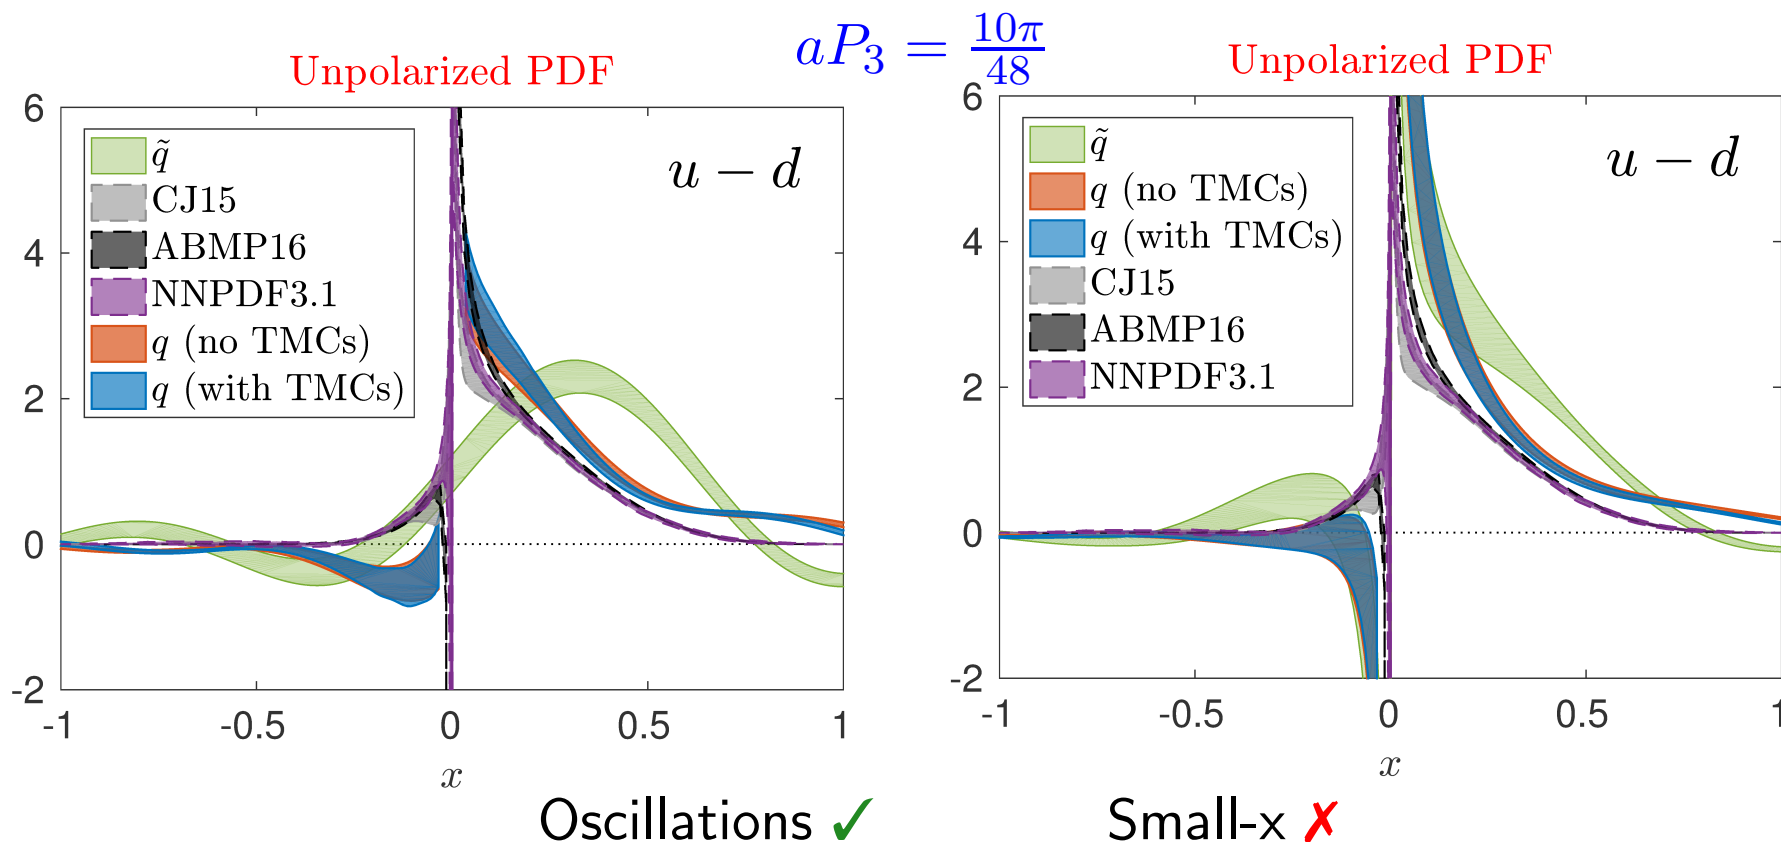 aP₃ = 10π/48
Unpolarized PDF
6
4
2
0
-2
q̃
CJ15
ABMP16
NNPDF3.1
q (no TMCs)
q (with TMCs)
u − d
-1 -0.5 0 0.5 1
x
Unpolarized PDF
6
4
2
0
-2
q̃
q (no TMCs)
q (with TMCs)
CJ15
ABMP16
NNPDF3.1
u − d
-1 -0.5 0 0.5 1
x
Oscillations ✓ Small-x ✗